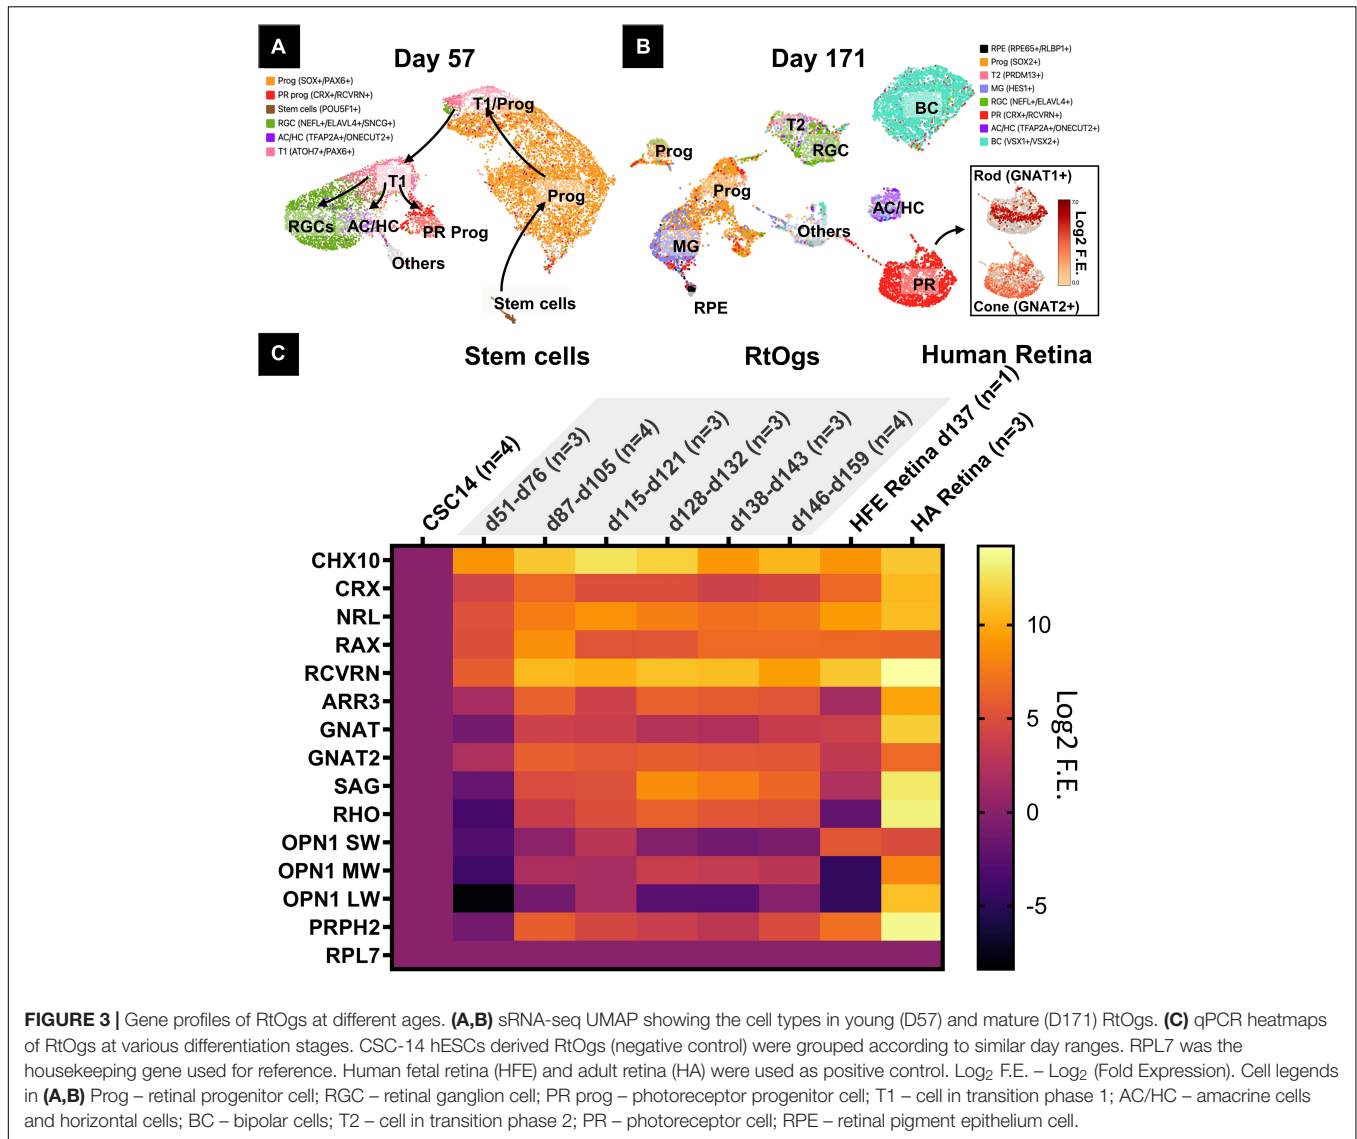 A
Day 57
Prog (SOX+/PAX6+)
PR prog (CRX+/RCVRN+)
Stem cells (POU5F1+)
RGC (NEFL+/ELAVL4+/SNCG+)
AC/HC (TFAP2A+/ONECUT2+)
T1 (ATOH7+/PAX6+)
T1/Prog
Prog
T1
RGCs
AC/HC
PR Prog
Others
Stem cells
B
Day 171
RPE (RPE65+/RLBP1+)
Prog (SOX2+)
T2 (PRDM13+)
MG (HES1+)
RGC (NEFL+/ELAVL4+)
PR (CRX+/RCVRN+)
AC/HC (TFAP2A+/ONECUT2+)
BC (VSX1+/VSX2+)
BC
T2
RGC
Prog
Prog
AC/HC
Others
MG
PR
RPE
Rod (GNAT1+)
7.0
Log2 F.E.
0.0
Cone (GNAT2+)
C
Stem cells
RtOgs
Human Retina
CSC14 (n=4)
d51-d76 (n=3)
d87-d105 (n=4)
d115-d121 (n=3)
d128-d132 (n=3)
d138-d143 (n=3)
d146-d159 (n=4)
HFE Retina d137 (n=1)
HA Retina (n=3)
CHX10
CRX
NRL
RAX
RCVRN
ARR3
GNAT
GNAT2
SAG
RHO
OPN1 SW
OPN1 MW
OPN1 LW
PRPH2
RPL7
10
5
0
-5
Log2 F.E.
FIGURE 3 | Gene profiles of RtOgs at different ages. (A,B) sRNA-seq UMAP showing the cell types in young (D57) and mature (D171) RtOgs. (C) qPCR heatmaps
of RtOgs at various differentiation stages. CSC-14 hESCs derived RtOgs (negative control) were grouped according to similar day ranges. RPL7 was the
housekeeping gene used for reference. Human fetal retina (HFE) and adult retina (HA) were used as positive control. Log₂ F.E. – Log₂ (Fold Expression). Cell legends
in (A,B) Prog – retinal progenitor cell; RGC – retinal ganglion cell; PR prog – photoreceptor progenitor cell; T1 – cell in transition phase 1; AC/HC – amacrine cells
and horizontal cells; BC – bipolar cells; T2 – cell in transition phase 2; PR – photoreceptor cell; RPE – retinal pigment epithelium cell.